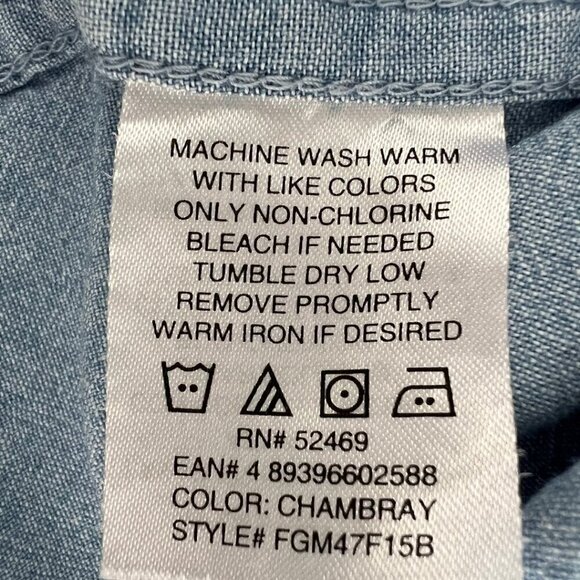 MACHINE WASH WARM
WITH LIKE COLORS
ONLY NON-CHLORINE
BLEACH IF NEEDED
TUMBLE DRY LOW
REMOVE PROMPTLY
WARM IRON IF DESIRED
RN# 52469
EAN# 4 89396602588
COLOR: CHAMBRAY
STYLE# FGM47F15B